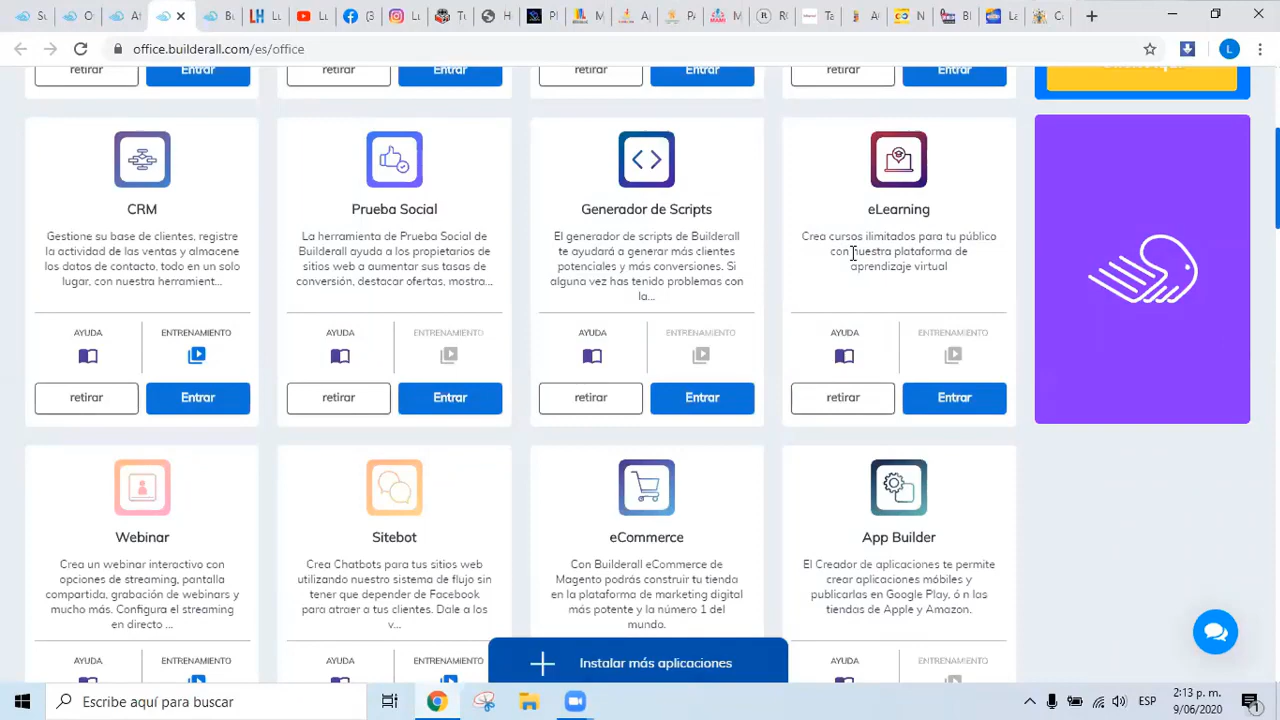 office.builderall.com/es/office
L
retirar Entrar retirar Entrar retirar Entrar retirar Entrar
CRM
Gestione su base de clientes, registre
la actividad de las ventas y almacene
los datos de contacto, todo en un solo
lugar, con nuestra herramient...
AYUDA ENTRENAMIENTO
retirar Entrar
Prueba Social
La herramienta de Prueba Social de
Builderall ayuda a los propietarios de
sitios web a aumentar sus tasas de
conversión, destacar ofertas, mostra...
AYUDA ENTRENAMIENTO
retirar Entrar
Generador de Scripts
El generador de scripts de Builderall
te ayudará a generar más clientes
potenciales y más conversiones. Si
alguna vez has tenido problemas con
la...
AYUDA ENTRENAMIENTO
retirar Entrar
eLearning
Crea cursos ilimitados para tu público
con nuestra plataforma de
aprendizaje virtual
AYUDA ENTRENAMIENTO
retirar Entrar
Webinar
Crea un webinar interactivo con
opciones de streaming, pantalla
compartida, grabación de webinars y
mucho más. Configura el streaming
en directo ...
AYUDA ENTRENAMIENTO
Sitebot
Crea Chatbots para tus sitios web
utilizando nuestro sistema de flujo sin
tener que depender de Facebook
para atraer a tus clientes. Dale a los
v...
AYUDA ENTRENAMIENTO
eCommerce
Con Builderall eCommerce de
Magento podrás construir tu tienda
en la plataforma de marketing digital
más potente y la número 1 del
mundo.
App Builder
El Creador de aplicaciones te permite
crear aplicaciones móbiles y
publicarlas en Google Play, ó n las
tiendas de Apple y Amazon.
AYUDA ENTRENAMIENTO
Instalar más aplicaciones
Escribe aquí para buscar
ESP
2:13 p. m.
9/06/2020